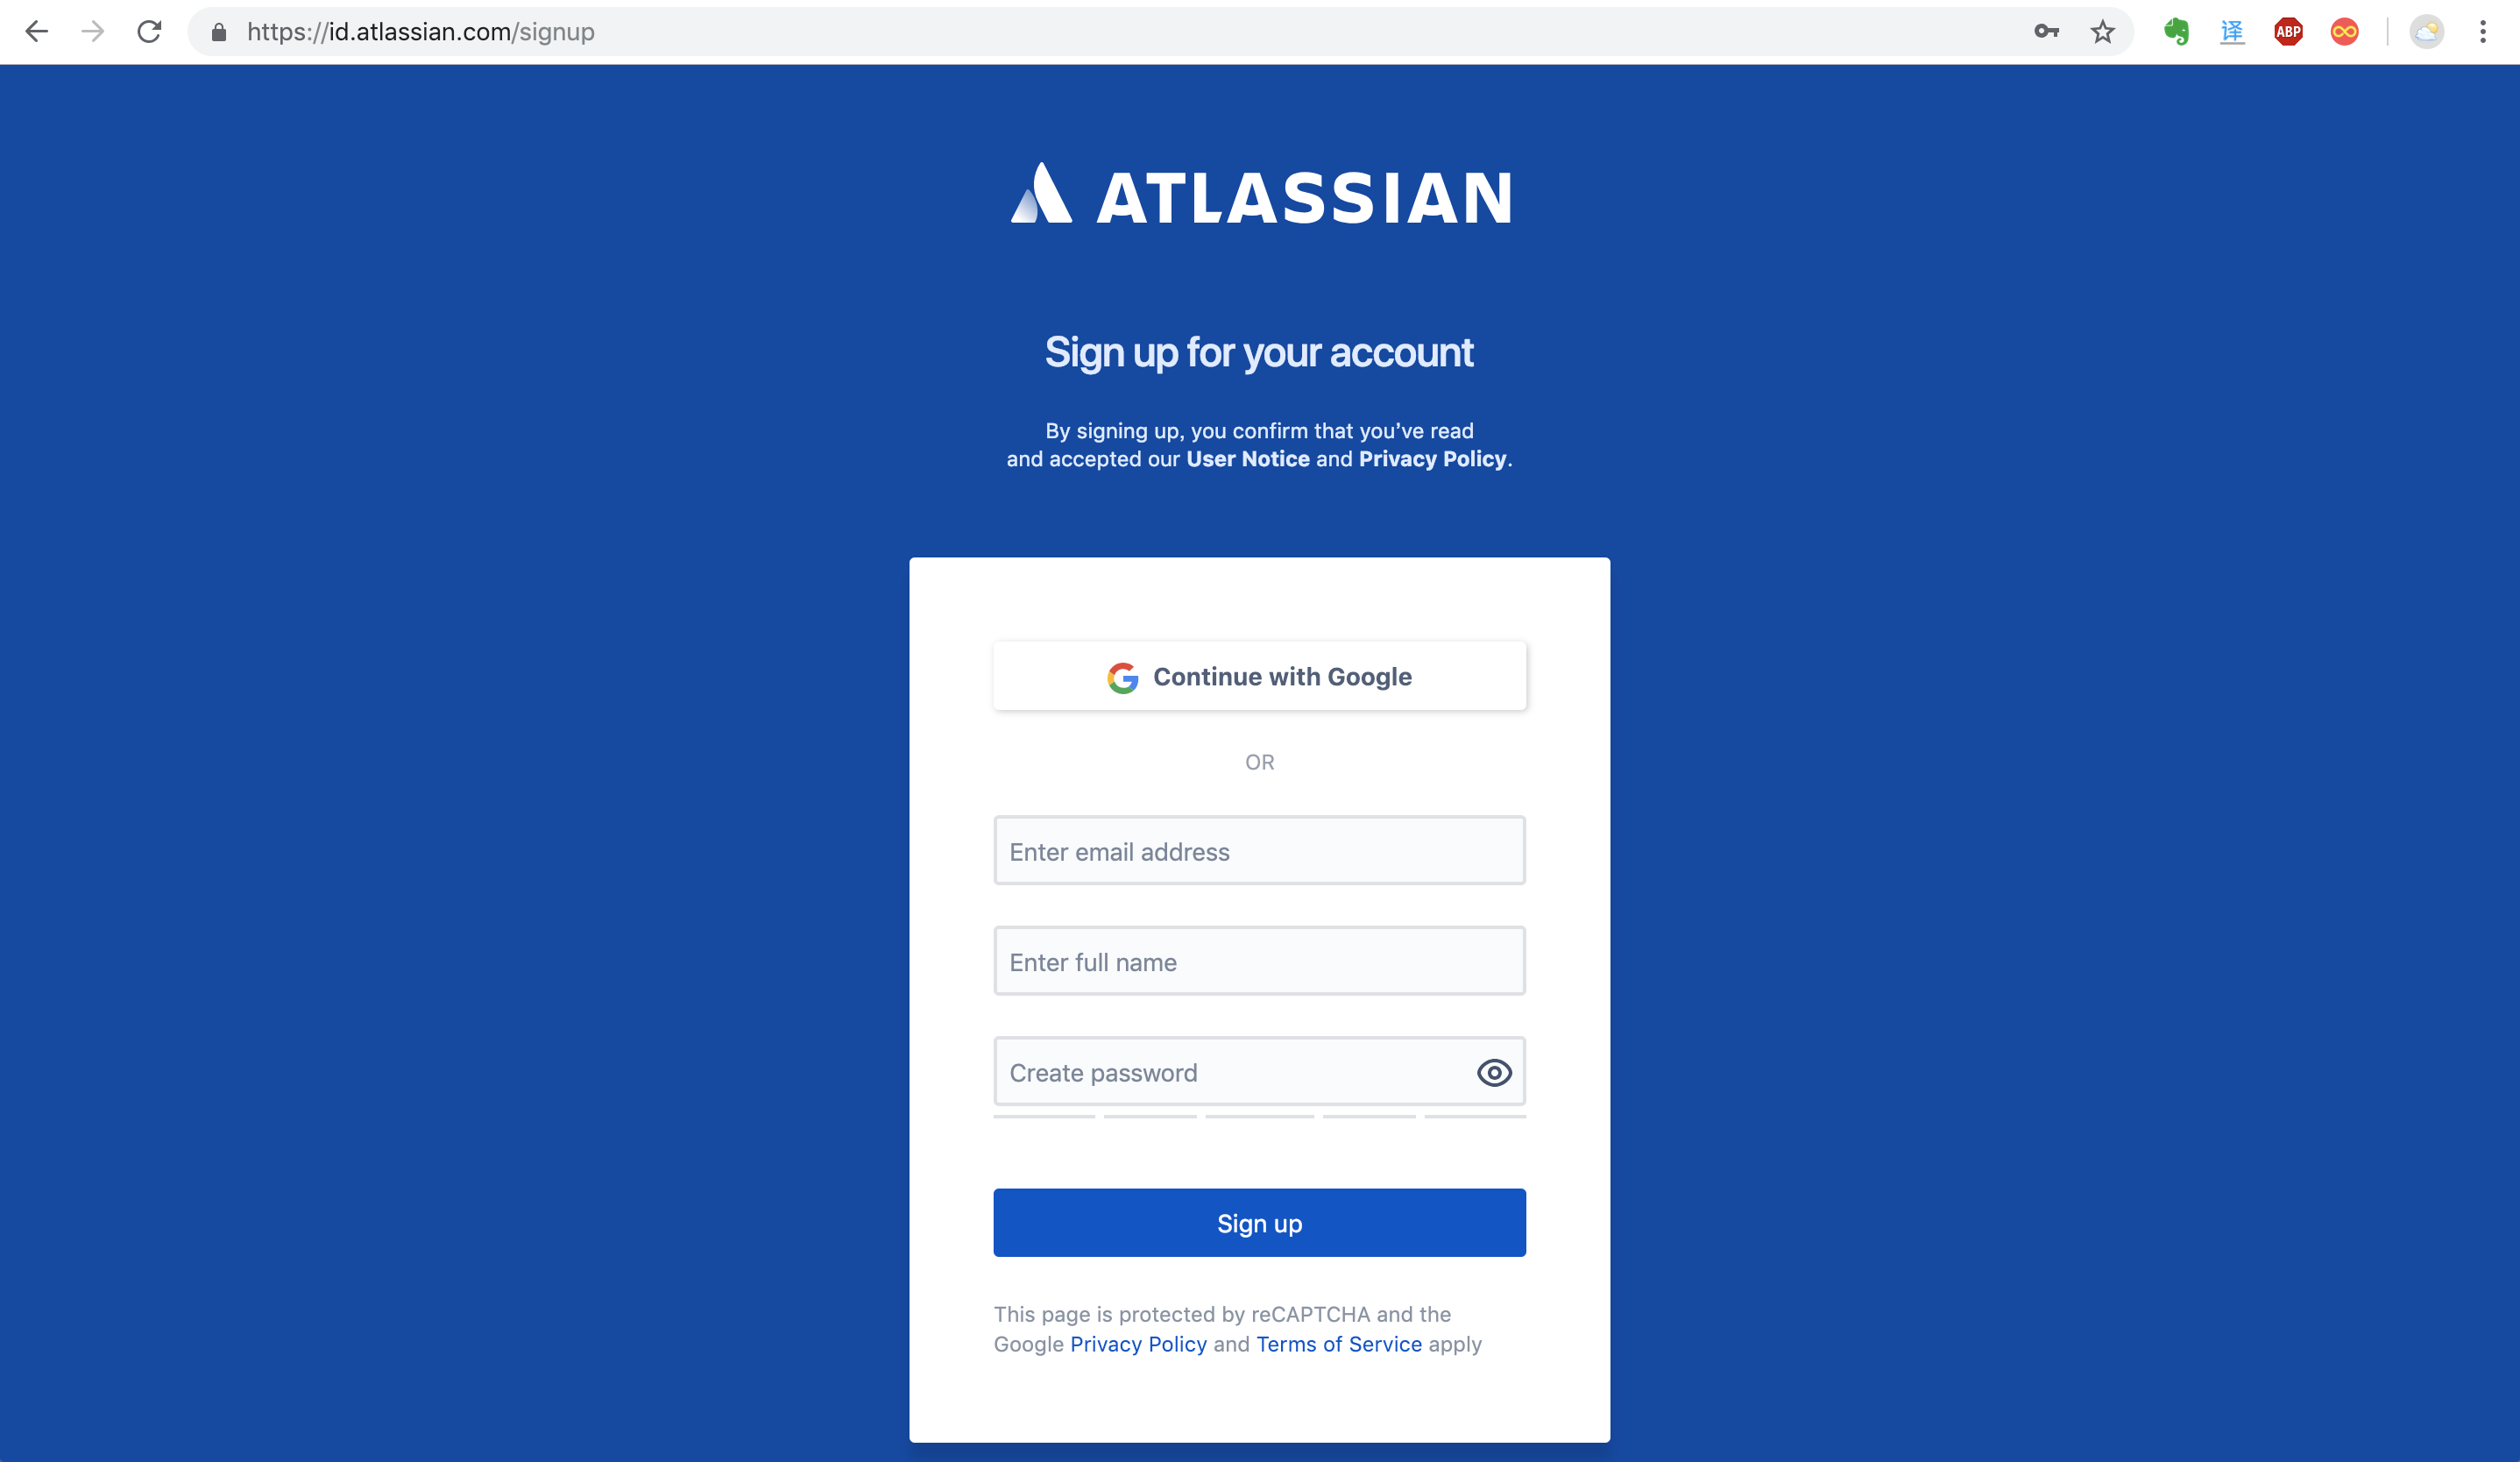 https://id.atlassian.com/signup
译
ABP
ATLASSIAN
Sign up for your account
By signing up, you confirm that you’ve read
and accepted our User Notice and Privacy Policy.
Continue with Google
OR
Enter email address
Enter full name
Create password
Sign up
This page is protected by reCAPTCHA and the
Google Privacy Policy and Terms of Service apply